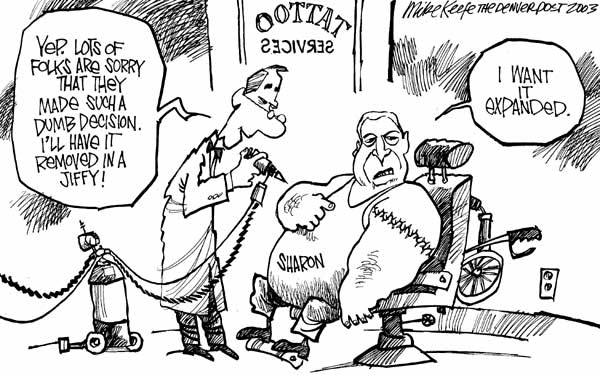 TATTOO
SERVICES
Mike Keefe THE DENVER POST 2003
YEP. LOTS OF
FOLKS ARE SORRY
THAT THEY
MADE SUCH A
DUMB DECISION.
I'LL HAVE IT
REMOVED IN A
JIFFY!
I WANT
IT
EXPANDED.
SHARON